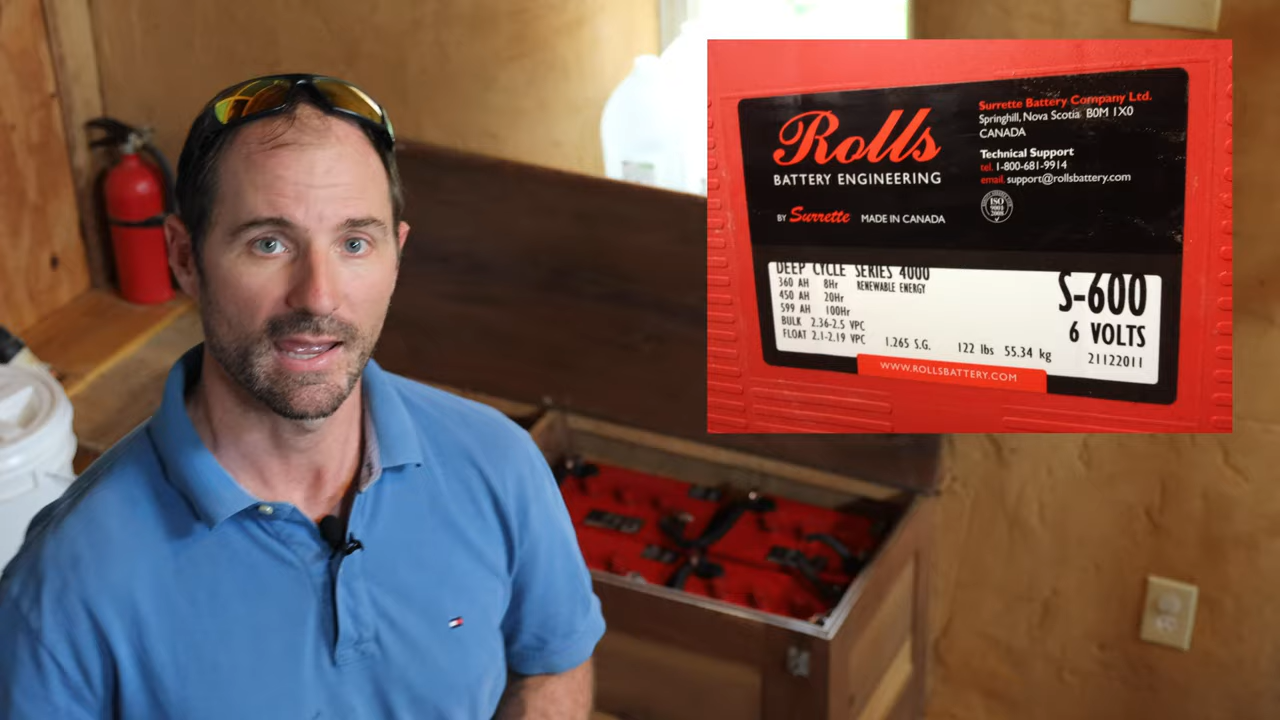 Rolls
BATTERY ENGINEERING
BY Surrette MADE IN CANADA
Surrette Battery Company Ltd.
Springhill, Nova Scotia B0M 1X0
CANADA
Technical Support
tel. 1-800-681-9914
email. support@rollsbattery.com
ISO
9001
2008
DEEP CYCLE SERIES 4000
360 AH 8Hr RENEWABLE ENERGY
450 AH 20Hr
599 AH 100Hr
BULK 2.36-2.5 VPC
FLOAT 2.1-2.19 VPC 1.265 S.G. 122 lbs 55.34 kg
S-600
6 VOLTS
21122011
WWW.ROLLSBATTERY.COM